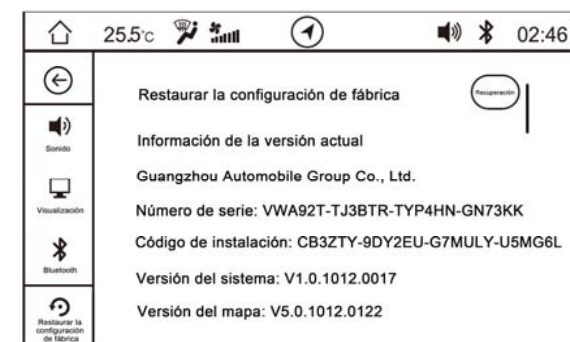 25.5°c
02:46
Restaurar la configuración de fábrica
Recuperación
Sonido
Información de la versión actual
Guangzhou Automobile Group Co., Ltd.
Visualización
Número de serie: VWA92T-TJ3BTR-TYP4HN-GN73KK
Código de instalación: CB3ZTY-9DY2EU-G7MULY-U5MG6L
Bluetooth
Versión del sistema: V1.0.1012.0017
Versión del mapa: V5.0.1012.0122
Restaurar la
configuración
de fábrica